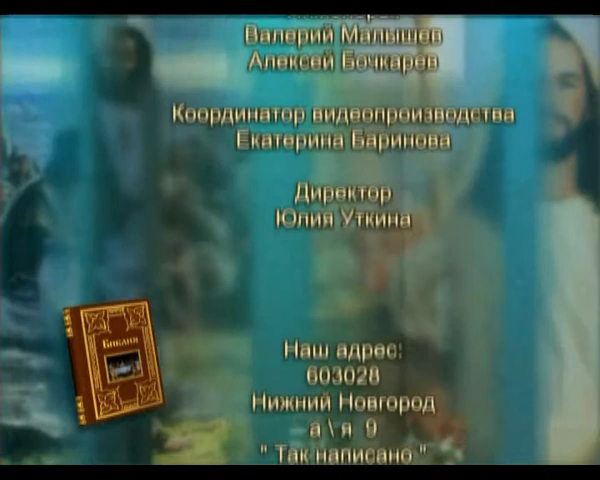 Валерий Малышев
Алексей Бочкарев
Координатор видеопроизводства
Екатерина Баринова
Директор
Юлия Уткина
Библия
Наш адрес:
603028
Нижний Новгород
а \ я 9
" Так написано "